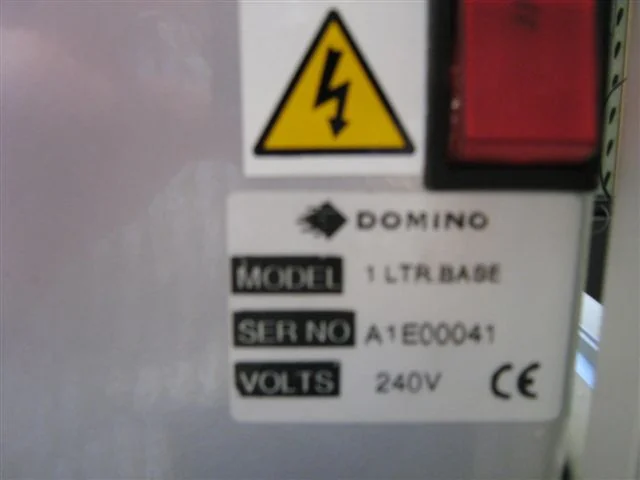 DOMINO
MODEL 1 LTR.BASE
SER NO A1E00041
VOLTS 240V CE